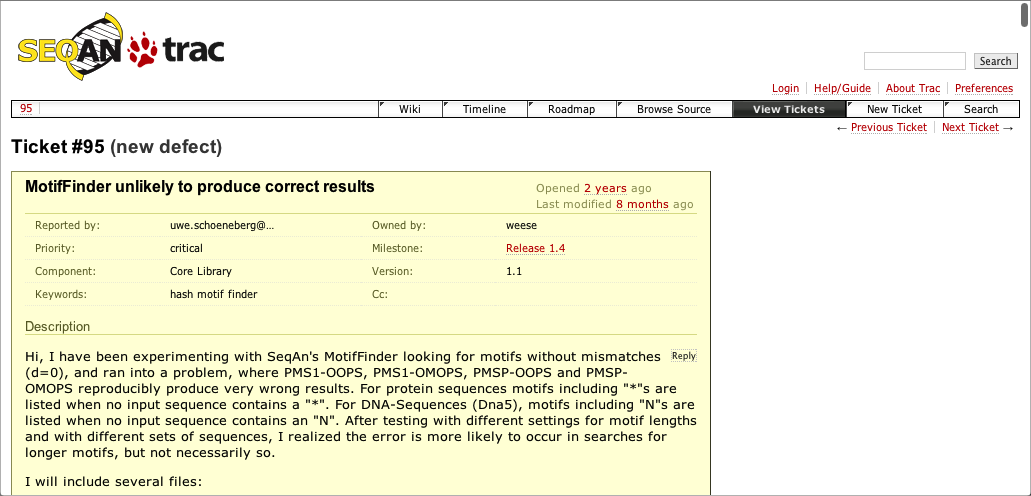 SEQAN trac
Search
Login Help/Guide About Trac Preferences
95 Wiki Timeline Roadmap Browse Source View Tickets New Ticket Search
← Previous Ticket Next Ticket →
Ticket #95 (new defect)
MotifFinder unlikely to produce correct results
Opened 2 years ago
Last modified 8 months ago
Reported by: uwe.schoeneberg@… Owned by: weese
Priority: critical Milestone: Release 1.4
Component: Core Library Version: 1.1
Keywords: hash motif finder Cc:
Description
Reply
Hi, I have been experimenting with SeqAn's MotifFinder looking for motifs without mismatches
(d=0), and ran into a problem, where PMS1-OOPS, PMS1-OMOPS, PMSP-OOPS and PMSP-
OMOPS reproducibly produce very wrong results. For protein sequences motifs including "*"s are
listed when no input sequence contains a "*". For DNA-Sequences (Dna5), motifs including "N"s are
listed when no input sequence contains an "N". After testing with different settings for motif lengths
and with different sets of sequences, I realized the error is more likely to occur in searches for
longer motifs, but not necessarily so.
I will include several files: